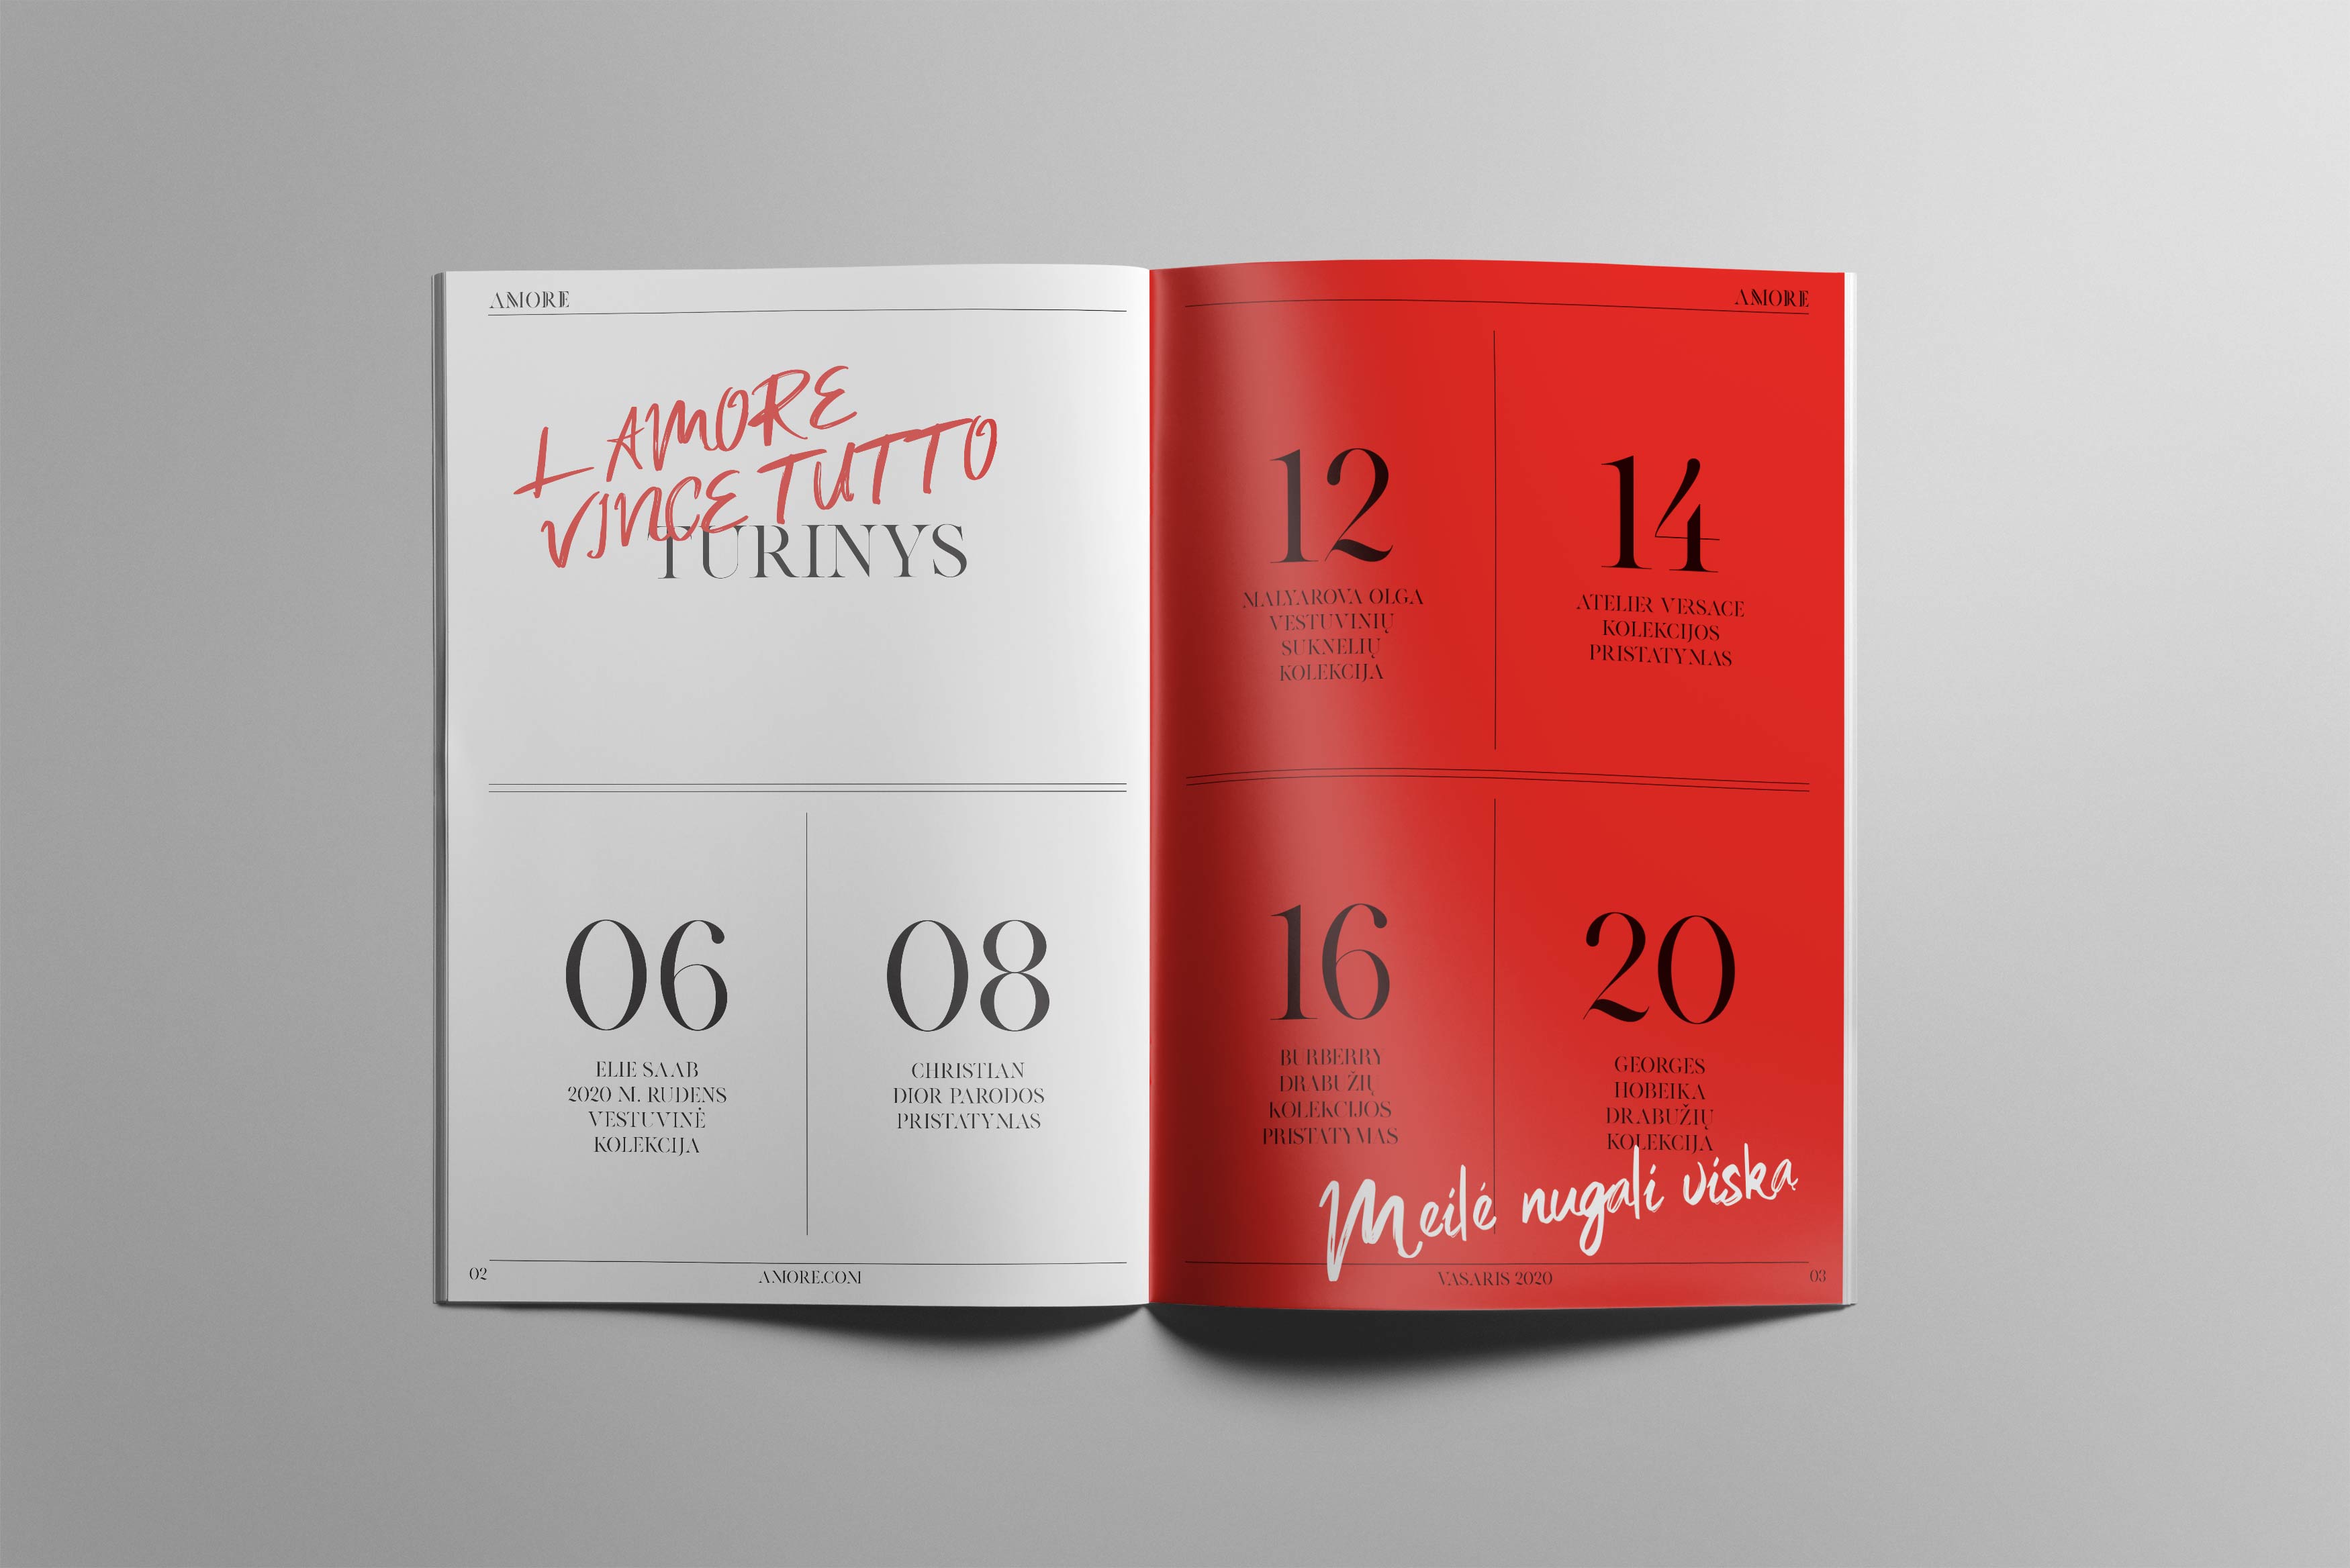 AMORE
L AMORE
VINCE TUTTO
TURINYS
06
ELIE SAAB
2020 M. RUDENS
VESTUVINĖ
KOLEKCIJA
08
CHRISTIAN
DIOR PARODOS
PRISTATYMAS
02
AMORE.COM
AMORE
12
MALYAROVA OLGA
VESTUVINIŲ
SUKNELIŲ
KOLEKCIJA
14
ATELIER VERSACE
KOLEKCIJOS
PRISTATYMAS
16
BURBERRY
DRABUŽIŲ
KOLEKCIJOS
PRISTATYMAS
20
GEORGES
HOBEIKA
DRABUŽIŲ
KOLEKCIJA
Meilė nugali viską
VASARIS 2020
03